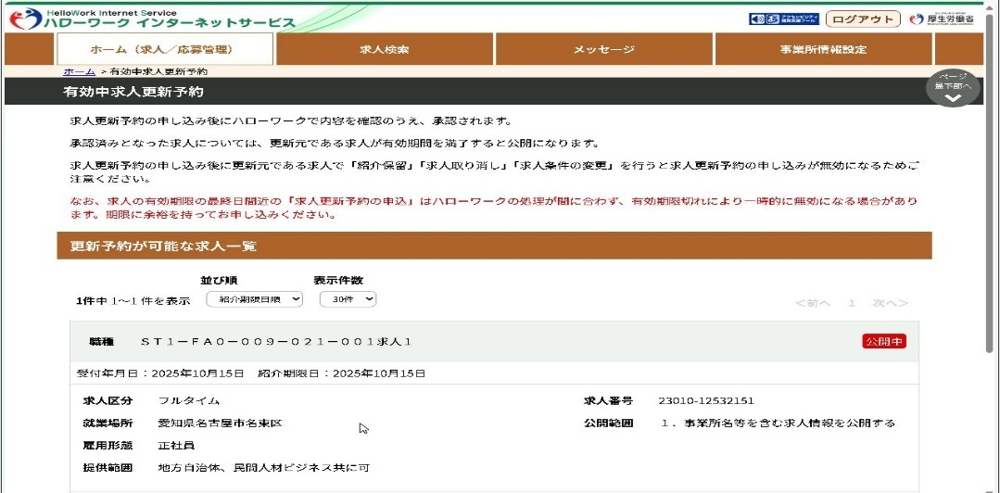 HelloWork Internet Service
ハローワーク インターネットサービス
ログアウト
厚生労働省
ホーム（求人／応募管理）
求人検索
メッセージ
事業所情報設定
ホーム > 有効中求人更新予約
有効中求人更新予約
ページ
最下部へ
求人更新予約の申し込み後にハローワークで内容を確認のうえ、承認されます。
承認済みとなった求人については、更新元である求人が有効期間を満了すると公開になります。
求人更新予約の申し込み後に更新元である求人で「紹介保留」「求人取り消し」「求人条件の変更」を行うと求人更新予約の申し込みが無効になるためご
注意ください。
なお、求人の有効期限の最終日間近の「求人更新予約の申込」はハローワークの処理が間に合わず、有効期限切れにより一時的に無効になる場合があり
ます。期限に余裕を持ってお申し込みください。
更新予約が可能な求人一覧
並び順 表示件数
1件中 1～1 件を表示 紹介期限日順 30件
<前へ 1 次へ>
職種 ＳＴ１－ＦＡ０－００９－０２１－００１求人１
公開中
受付年月日：2025年10月15日 紹介期限日：2025年10月15日
求人区分 フルタイム 求人番号 23010-12532151
就業場所 愛知県名古屋市名東区 公開範囲 １．事業所名等を含む求人情報を公開する
雇用形態 正社員
提供範囲 地方自治体、民間人材ビジネス共に可